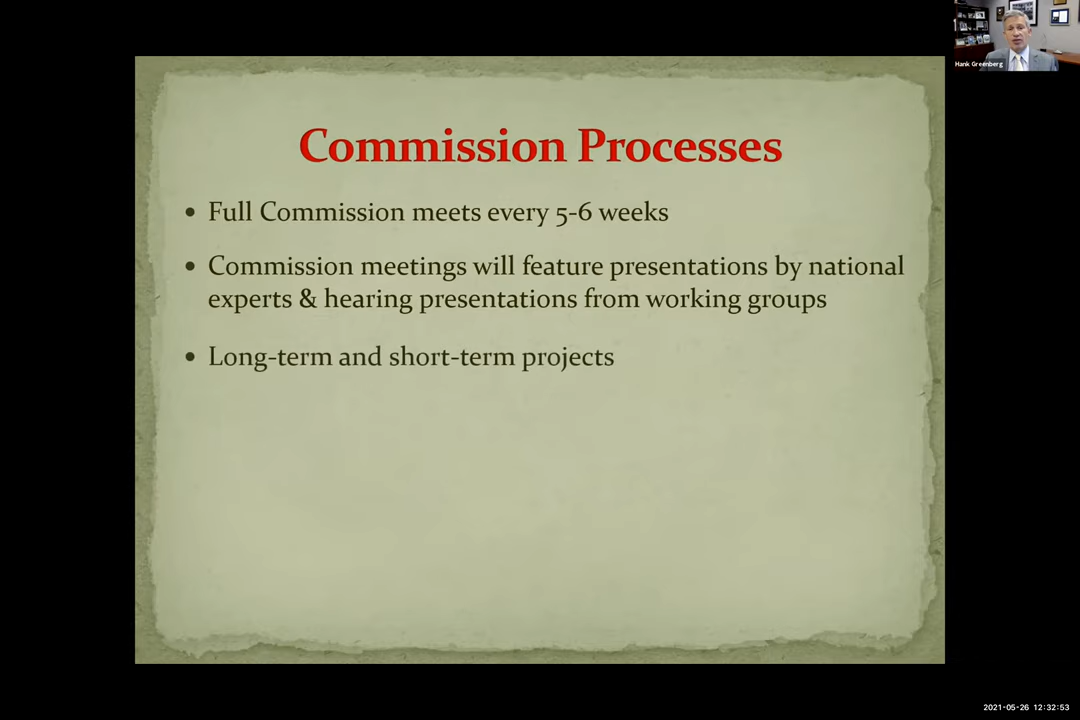 Hank Greenberg
Commission Processes
• Full Commission meets every 5-6 weeks
• Commission meetings will feature presentations by national
experts & hearing presentations from working groups
• Long-term and short-term projects
2021-05-26 12:32:53